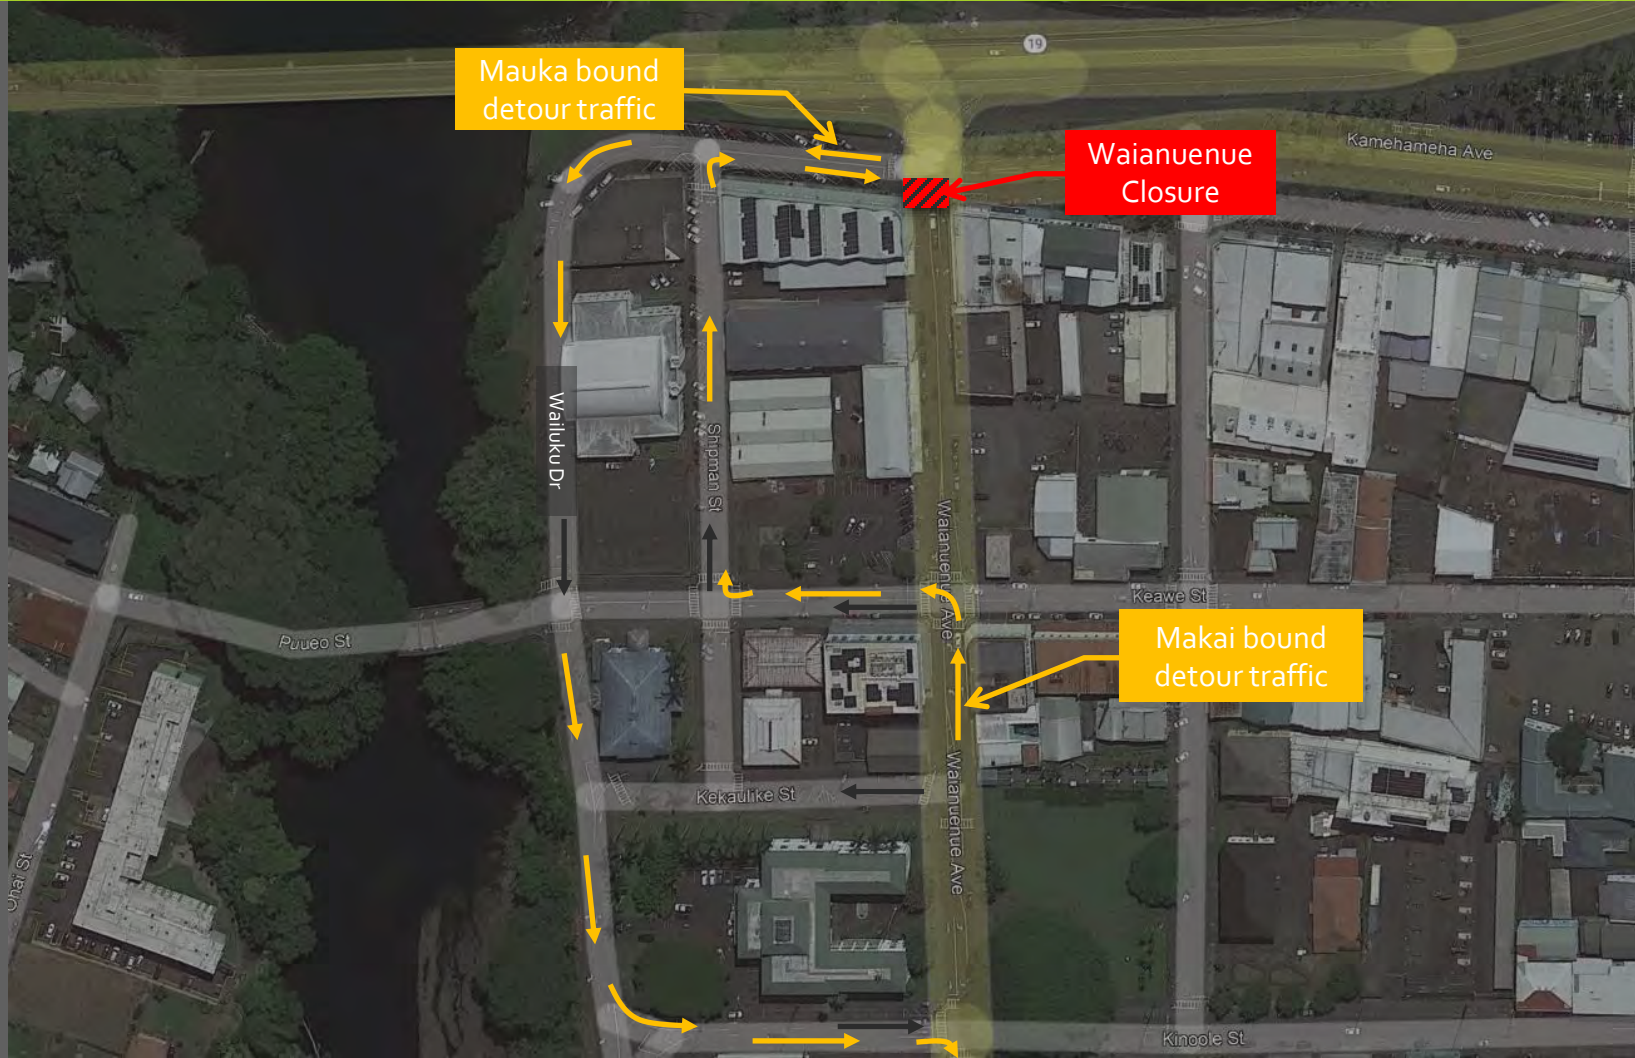 19
Mauka bound
detour traffic
Kamehameha Ave
Waianuenue
Closure
Wailuku Dr
Shipman St
Waianuenue Ave
Keawe St
Puueo St
Makai bound
detour traffic
Kekaulike St
Waianuenue Ave
Ohai St
Kinoole St